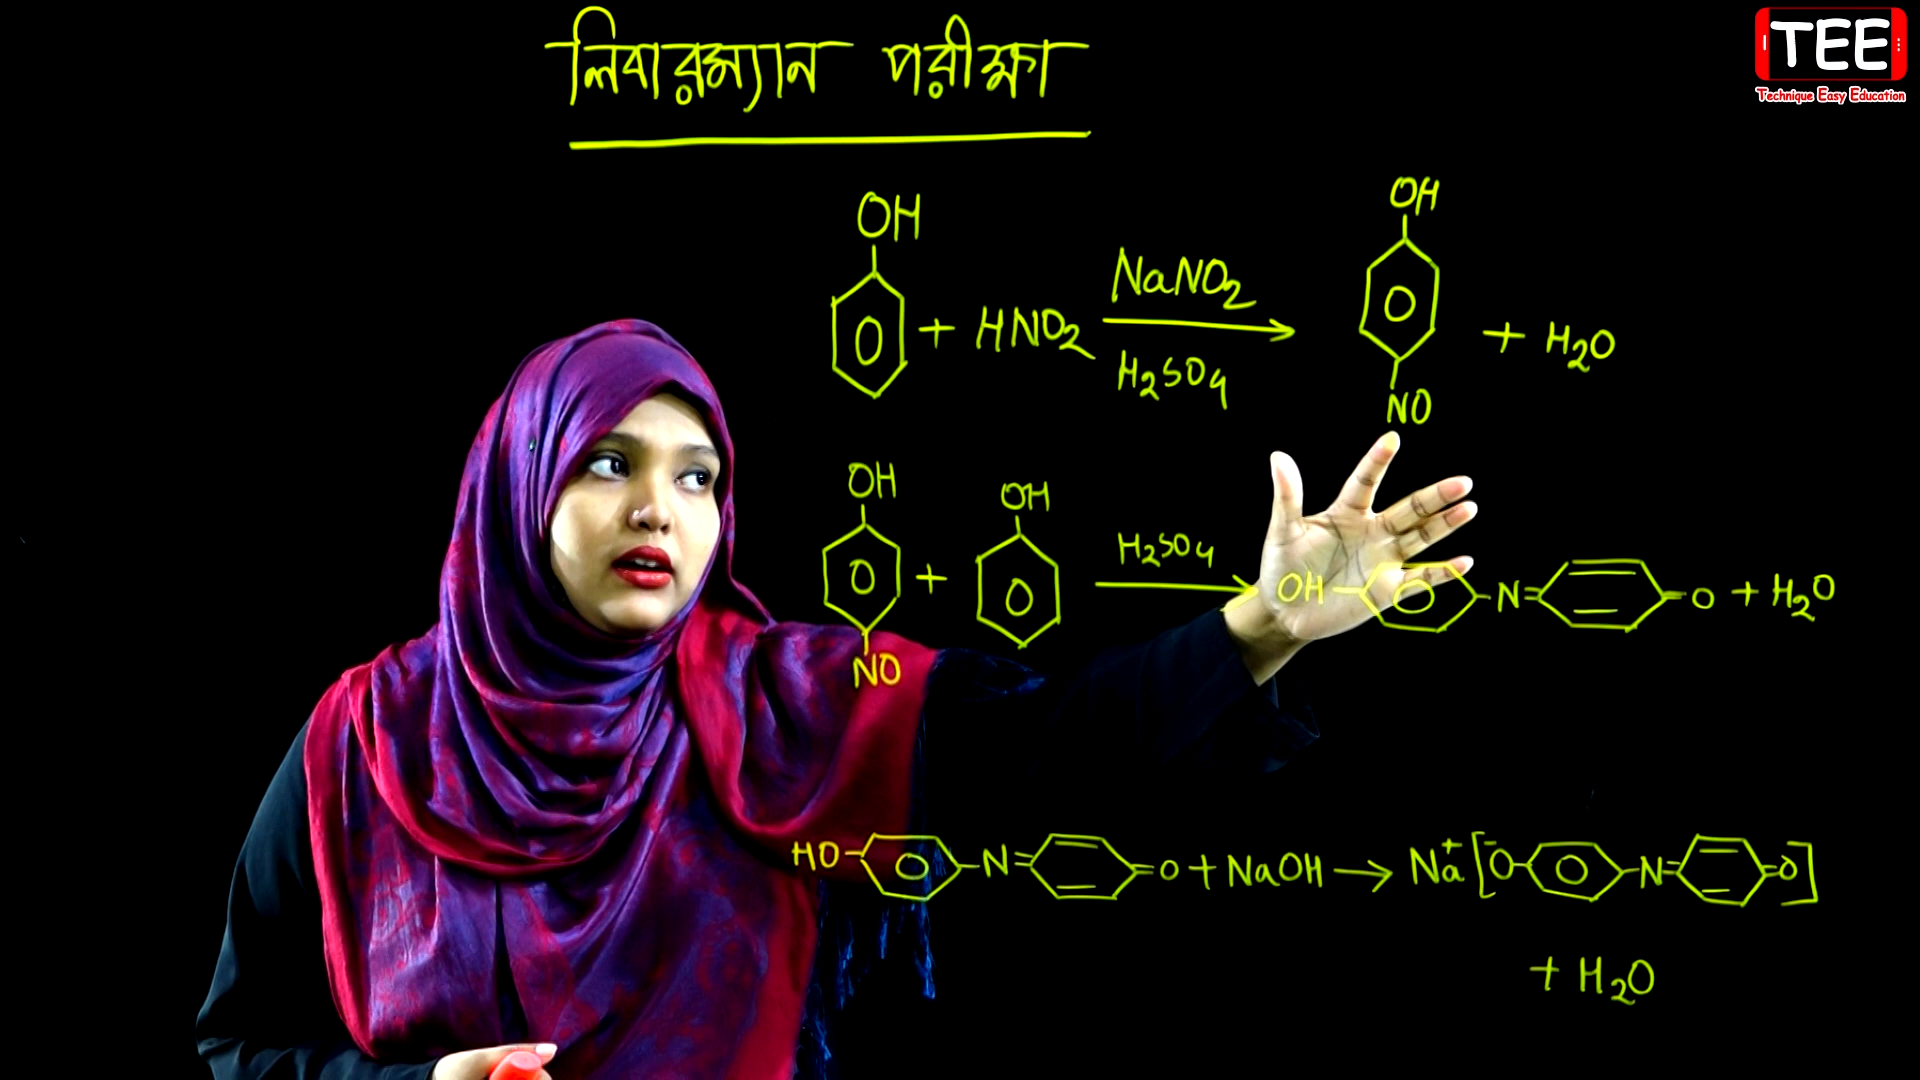 লিবারম্যান পরীক্ষা
TEE
Technique Easy Education
OH OH
+ HNO2 NaNO2 H2SO4 → NO + H2O
OH OH
NO + H2SO4 → OH N= =O + H2O
HO N= =O + NaOH → Na+ [-O N= =O]
+ H2O